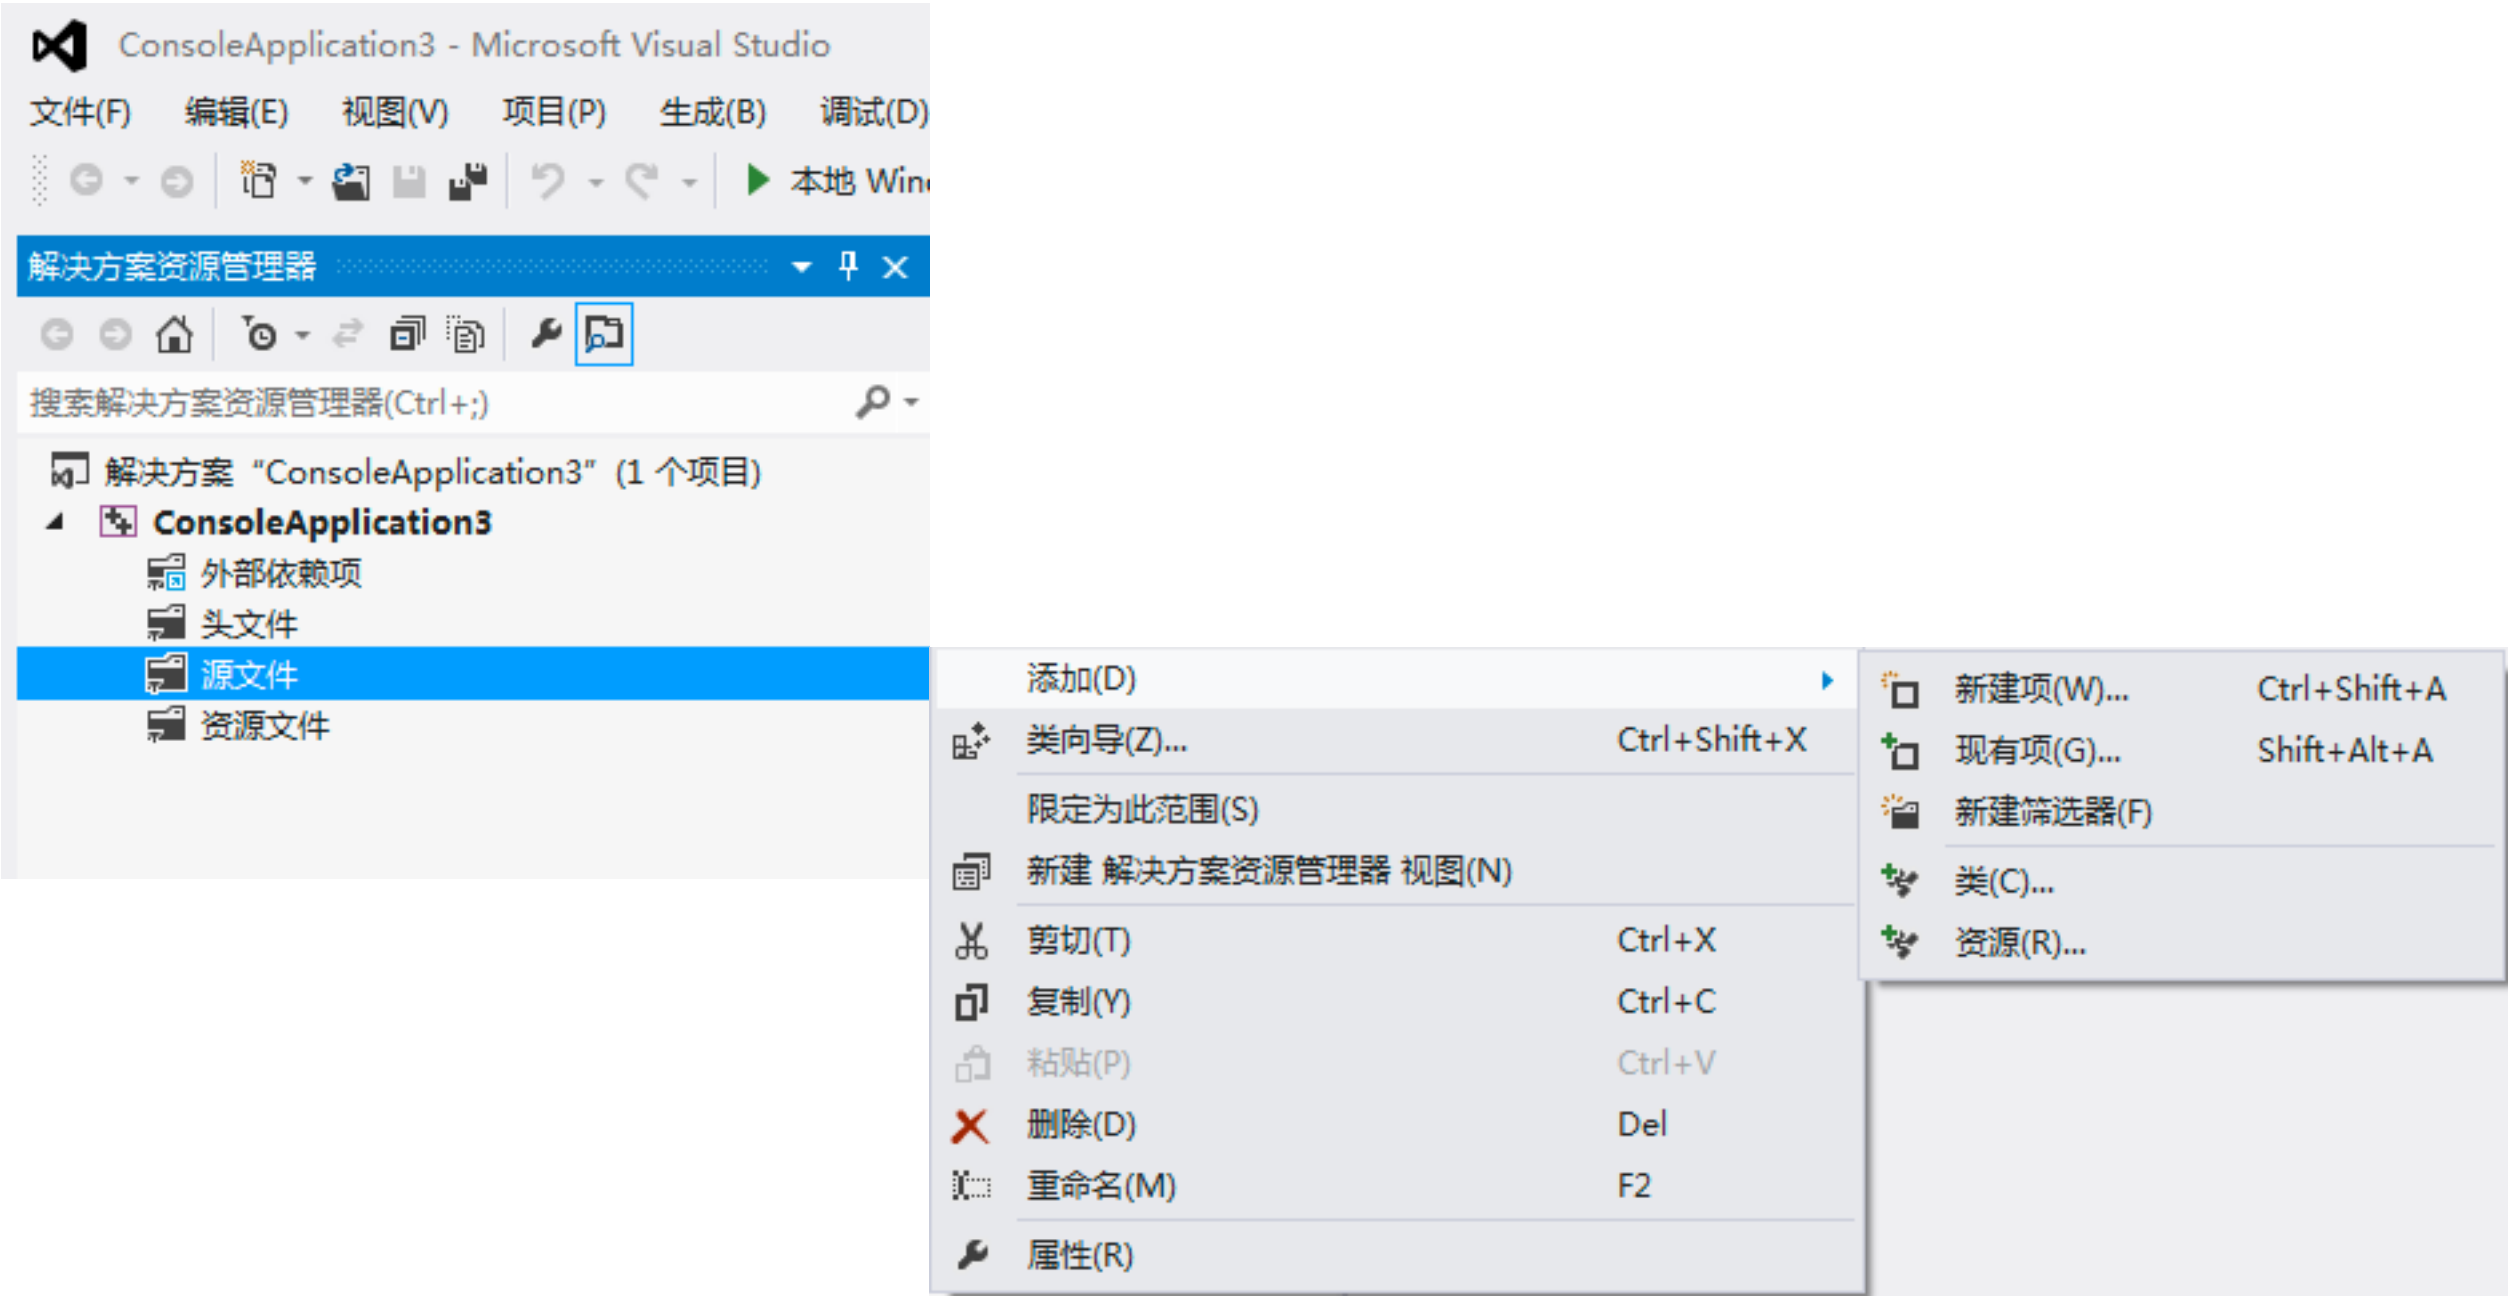 ConsoleApplication3 - Microsoft Visual Studio
文件(F) 编辑(E) 视图(V) 项目(P) 生成(B) 调试(D)
本地 Win
解决方案资源管理器
搜索解决方案资源管理器(Ctrl+;)
解决方案 “ConsoleApplication3” (1 个项目)
ConsoleApplication3
外部依赖项
头文件
源文件
资源文件
添加(D)
类向导(Z)... Ctrl+Shift+X
限定为此范围(S)
新建 解决方案资源管理器 视图(N)
剪切(T) Ctrl+X
复制(Y) Ctrl+C
粘贴(P) Ctrl+V
删除(D) Del
重命名(M) F2
属性(R)
新建项(W)... Ctrl+Shift+A
现有项(G)... Shift+Alt+A
新建筛选器(F)
类(C)...
资源(R)...